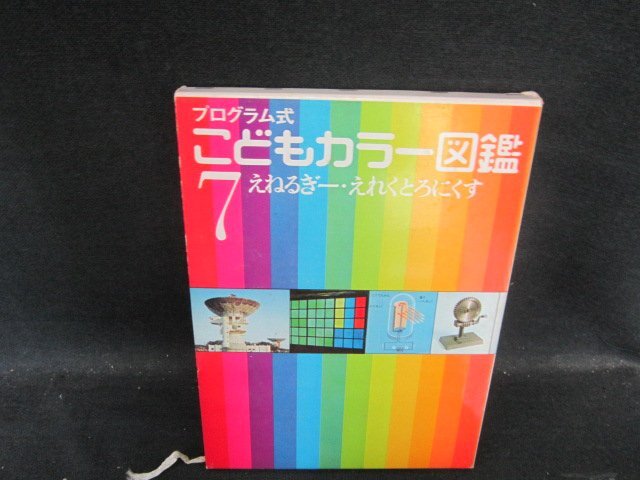 プログラム式
こどもカラー図鑑
7
えねるぎー・えれくとろにくす